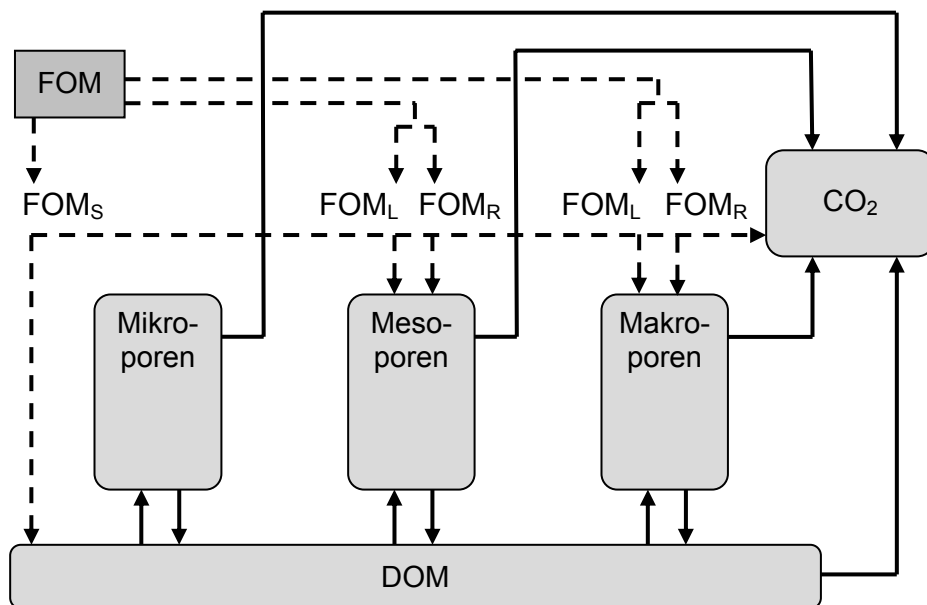 FOM
FOMS FOML FOMR FOML FOMR
CO2
Mikro-
poren
Meso-
poren
Makro-
poren
DOM